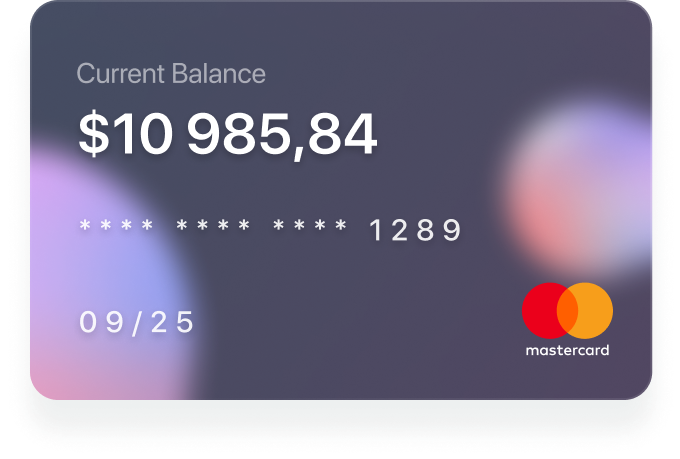 Current Balance
$10 985,84
**** **** **** 1289
09/25
mastercard